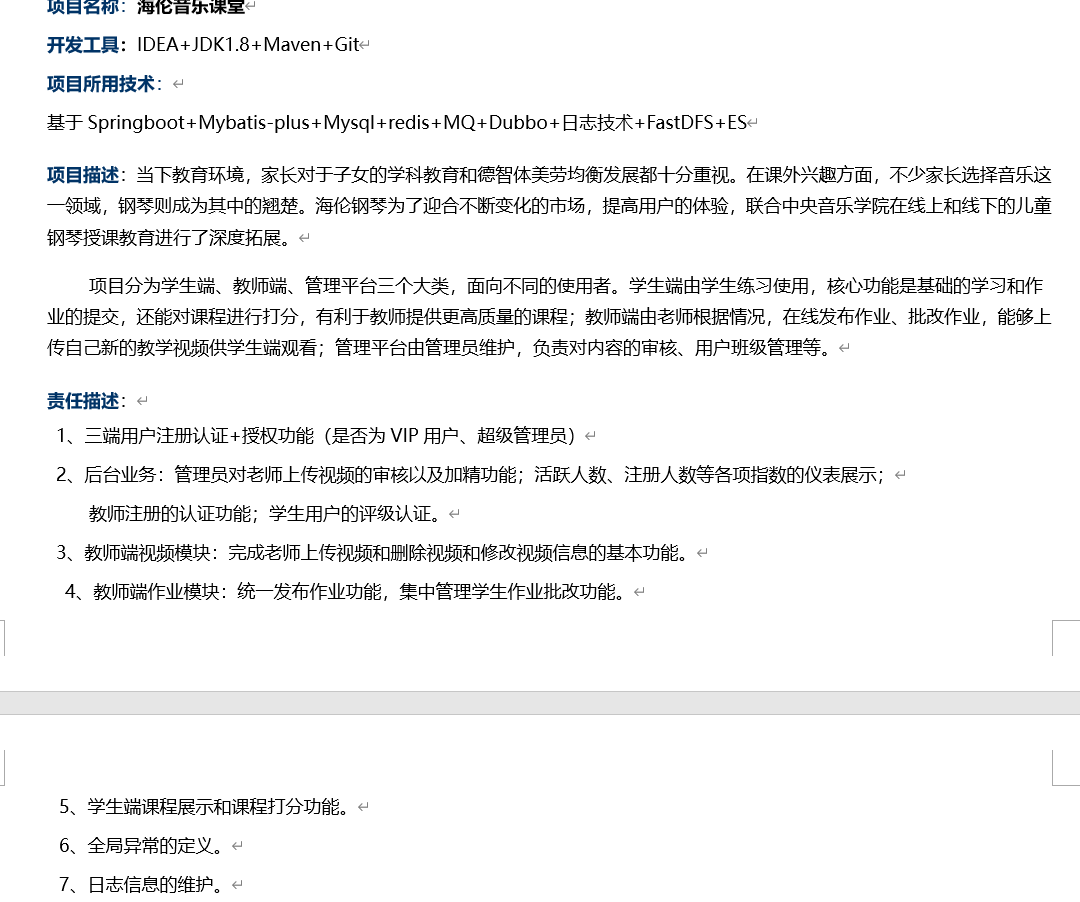 项目名称：海伦音乐课堂
开发工具：IDEA+JDK1.8+Maven+Git
项目所用技术：
基于 Springboot+Mybatis-plus+Mysql+redis+MQ+Dubbo+日志技术+FastDFS+ES
项目描述：当下教育环境，家长对于子女的学科教育和德智体美劳均衡发展都十分重视。在课外兴趣方面，不少家长选择音乐这
一领域，钢琴则成为其中的翘楚。海伦钢琴为了迎合不断变化的市场，提高用户的体验，联合中央音乐学院在线上和线下的儿童
钢琴授课教育进行了深度拓展。
项目分为学生端、教师端、管理平台三个大类，面向不同的使用者。学生端由学生练习使用，核心功能是基础的学习和作
业的提交，还能对课程进行打分，有利于教师提供更高质量的课程；教师端由老师根据情况，在线发布作业、批改作业，能够上
传自己新的教学视频供学生端观看；管理平台由管理员维护，负责对内容的审核、用户班级管理等。
责任描述：
1、三端用户注册认证+授权功能（是否为 VIP 用户、超级管理员）
2、后台业务：管理员对老师上传视频的审核以及加精功能；活跃人数、注册人数等各项指数的仪表展示；
教师注册的认证功能；学生用户的评级认证。
3、教师端视频模块：完成老师上传视频和删除视频和修改视频信息的基本功能。
4、教师端作业模块：统一发布作业功能，集中管理学生作业批改功能。
5、学生端课程展示和课程打分功能。
6、全局异常的定义。
7、日志信息的维护。